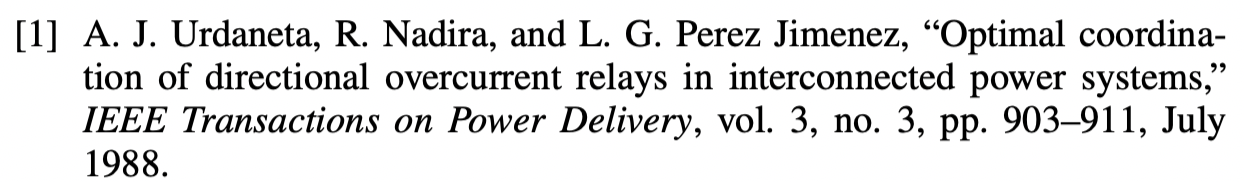 [1] A. J. Urdaneta, R. Nadira, and L. G. Perez Jimenez, “Optimal coordina-
tion of directional overcurrent relays in interconnected power systems,”
IEEE Transactions on Power Delivery, vol. 3, no. 3, pp. 903–911, July
1988.